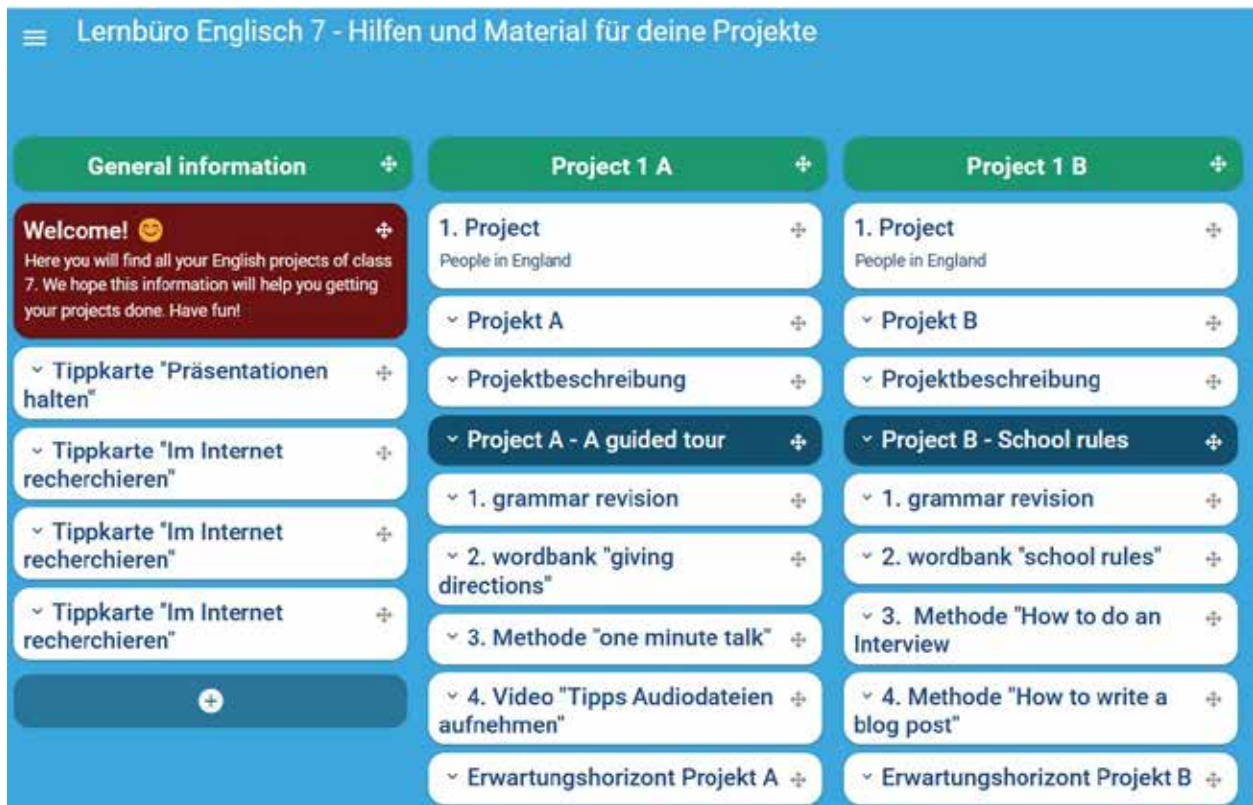 Lernbüro Englisch 7 - Hilfen und Material für deine Projekte
General information
Welcome! 😊
Here you will find all your English projects of class
7. We hope this information will help you getting
your projects done. Have fun!
Tippkarte "Präsentationen
halten"
Tippkarte "Im Internet
recherchieren"
Tippkarte "Im Internet
recherchieren"
Tippkarte "Im Internet
recherchieren"
Project 1 A
1. Project
People in England
Projekt A
Projektbeschreibung
Project A - A guided tour
1. grammar revision
2. wordbank "giving
directions"
3. Methode "one minute talk"
4. Video "Tipps Audiodateien
aufnehmen"
Erwartungshorizont Projekt A
Project 1 B
1. Project
People in England
Projekt B
Projektbeschreibung
Project B - School rules
1. grammar revision
2. wordbank "school rules"
3. Methode "How to do an
Interview
4. Methode "How to write a
blog post"
Erwartungshorizont Projekt B